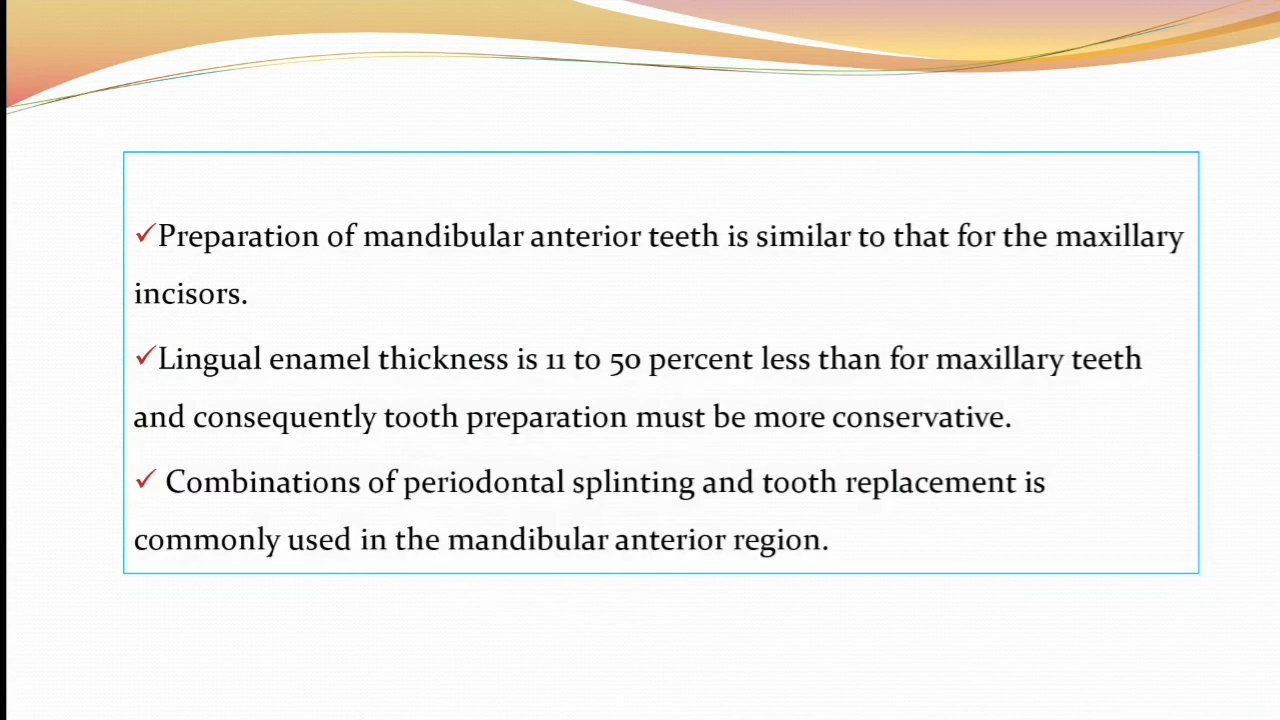 ✓Preparation of mandibular anterior teeth is similar to that for the maxillary
incisors.
✓Lingual enamel thickness is 11 to 50 percent less than for maxillary teeth
and consequently tooth preparation must be more conservative.
✓ Combinations of periodontal splinting and tooth replacement is
commonly used in the mandibular anterior region.